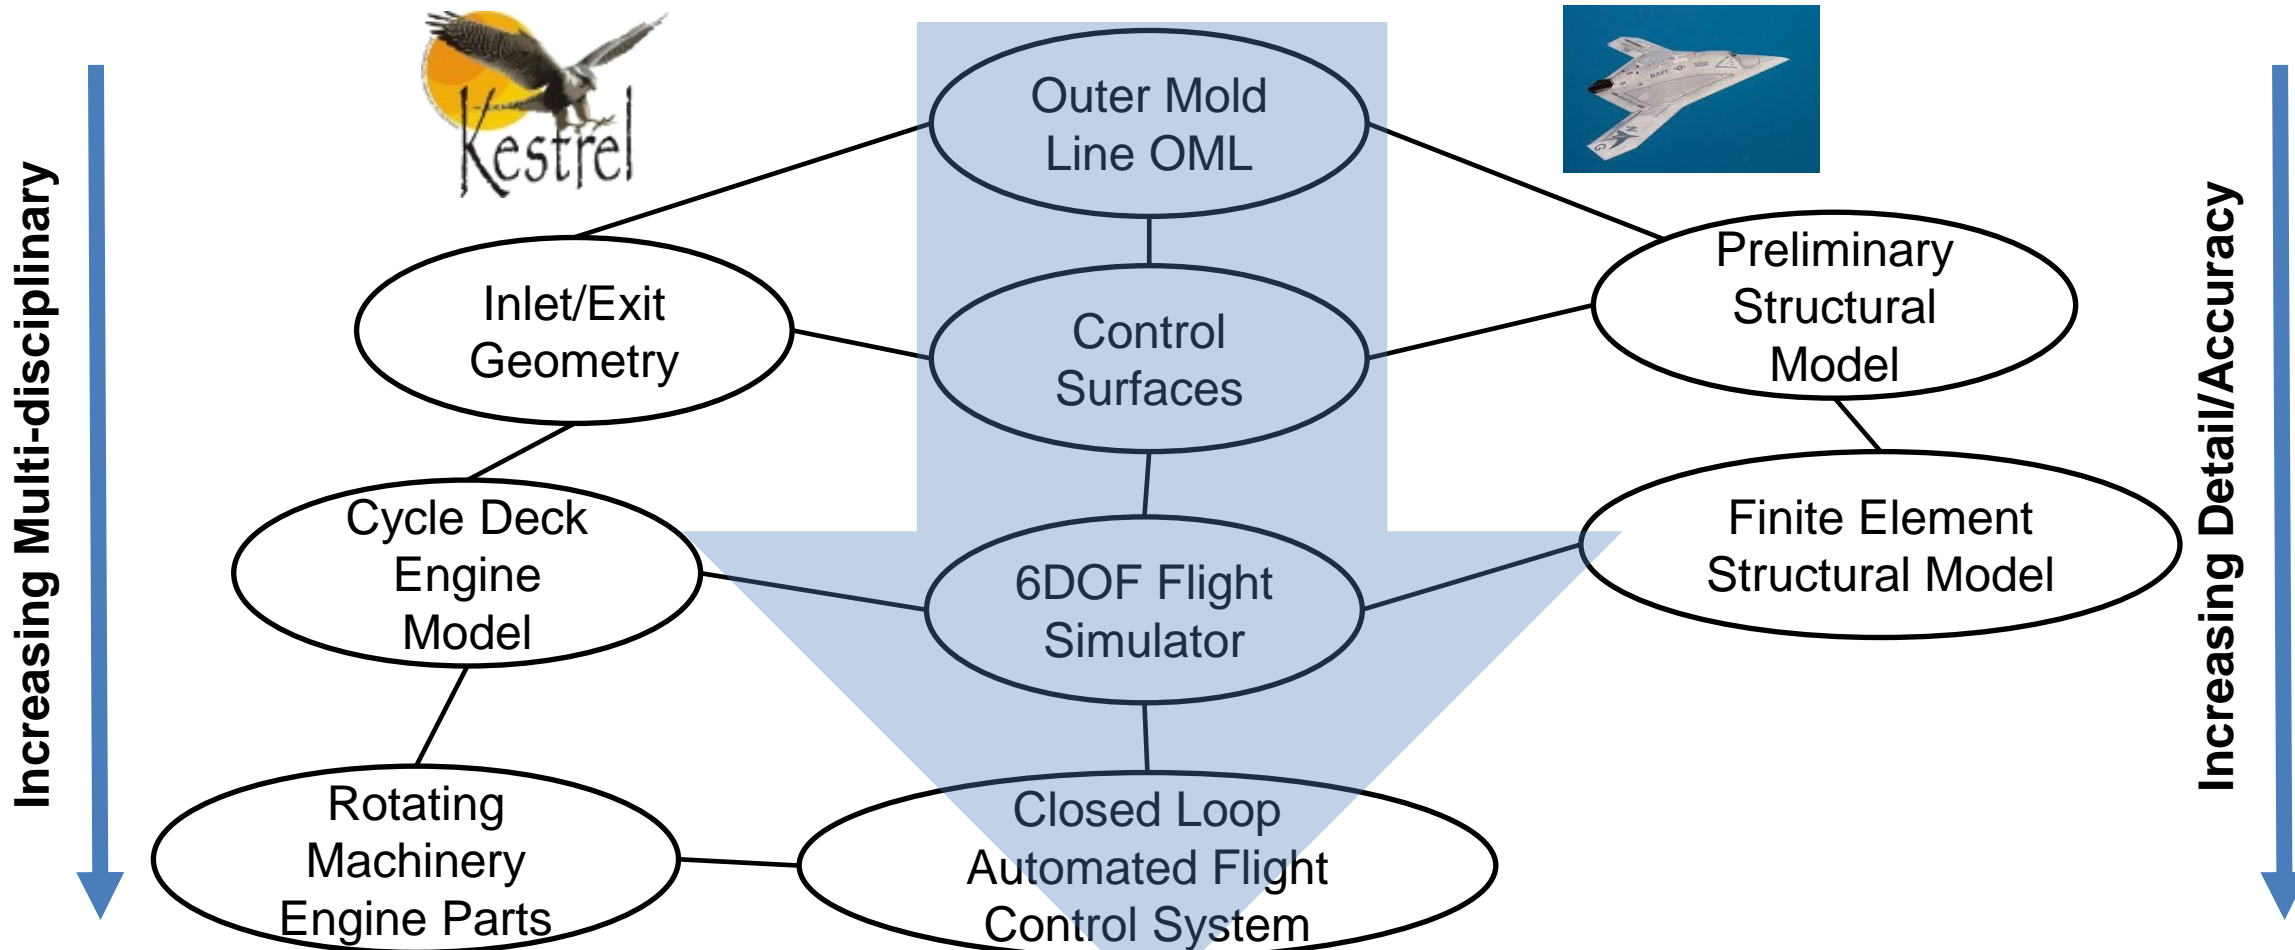 Kestrel
NAVY
502
N
G
Outer Mold
Line OML
Inlet/Exit
Geometry
Control
Surfaces
Preliminary
Structural
Model
Cycle Deck
Engine
Model
6DOF Flight
Simulator
Finite Element
Structural Model
Rotating
Machinery
Engine Parts
Closed Loop
Automated Flight
Control System
Increasing Multi-disciplinary
Increasing Detail/Accuracy